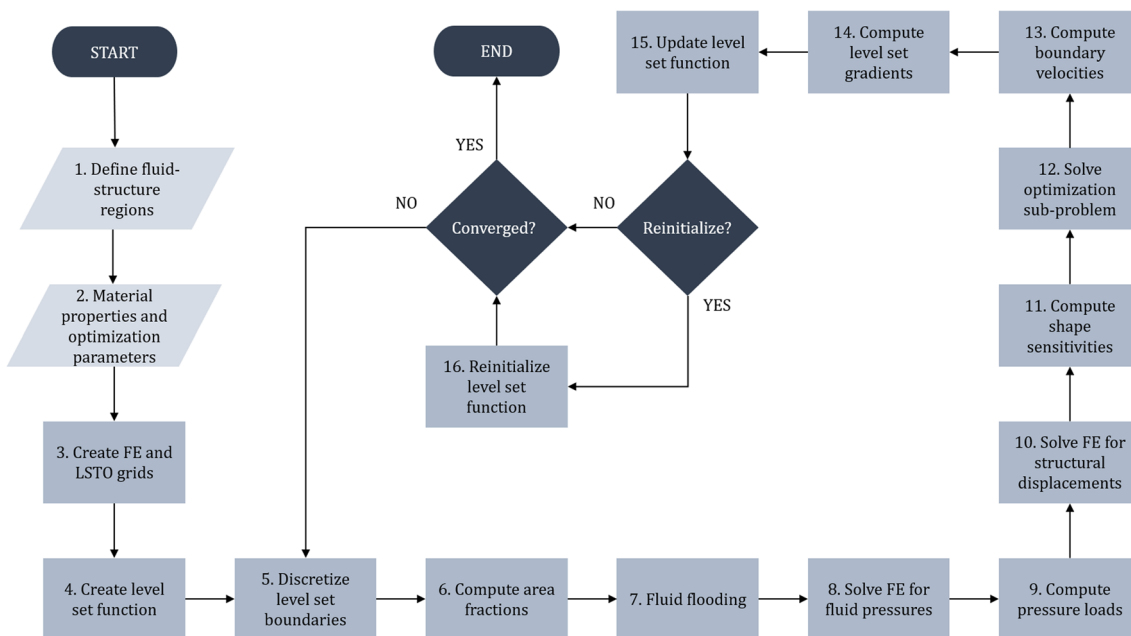 START
1. Define fluid-
structure
regions
2. Material
properties and
optimization
parameters
3. Create FE and
LSTO grids
4. Create level
set function
5. Discretize
level set
boundaries
6. Compute area
fractions
7. Fluid flooding
8. Solve FE for
fluid pressures
9. Compute
pressure loads
10. Solve FE for
structural
displacements
11. Compute
shape
sensitivities
12. Solve
optimization
sub-problem
13. Compute
boundary
velocities
14. Compute
level set
gradients
15. Update level
set function
Reinitialize?
NO
YES
16. Reinitialize
level set
function
Converged?
NO
YES
END